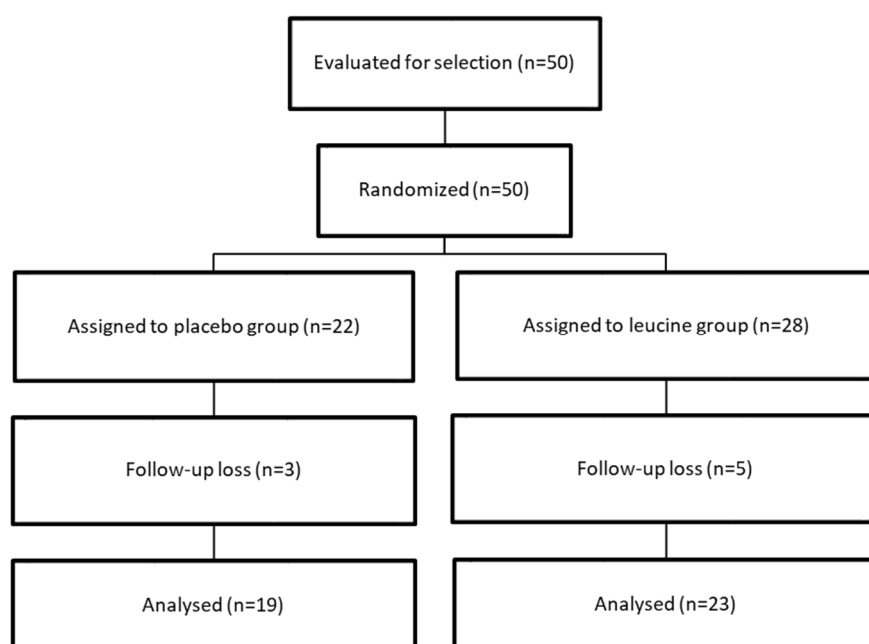 Evaluated for selection (n=50)
Randomized (n=50)
Assigned to placebo group (n=22)
Assigned to leucine group (n=28)
Follow-up loss (n=3)
Follow-up loss (n=5)
Analysed (n=19)
Analysed (n=23)